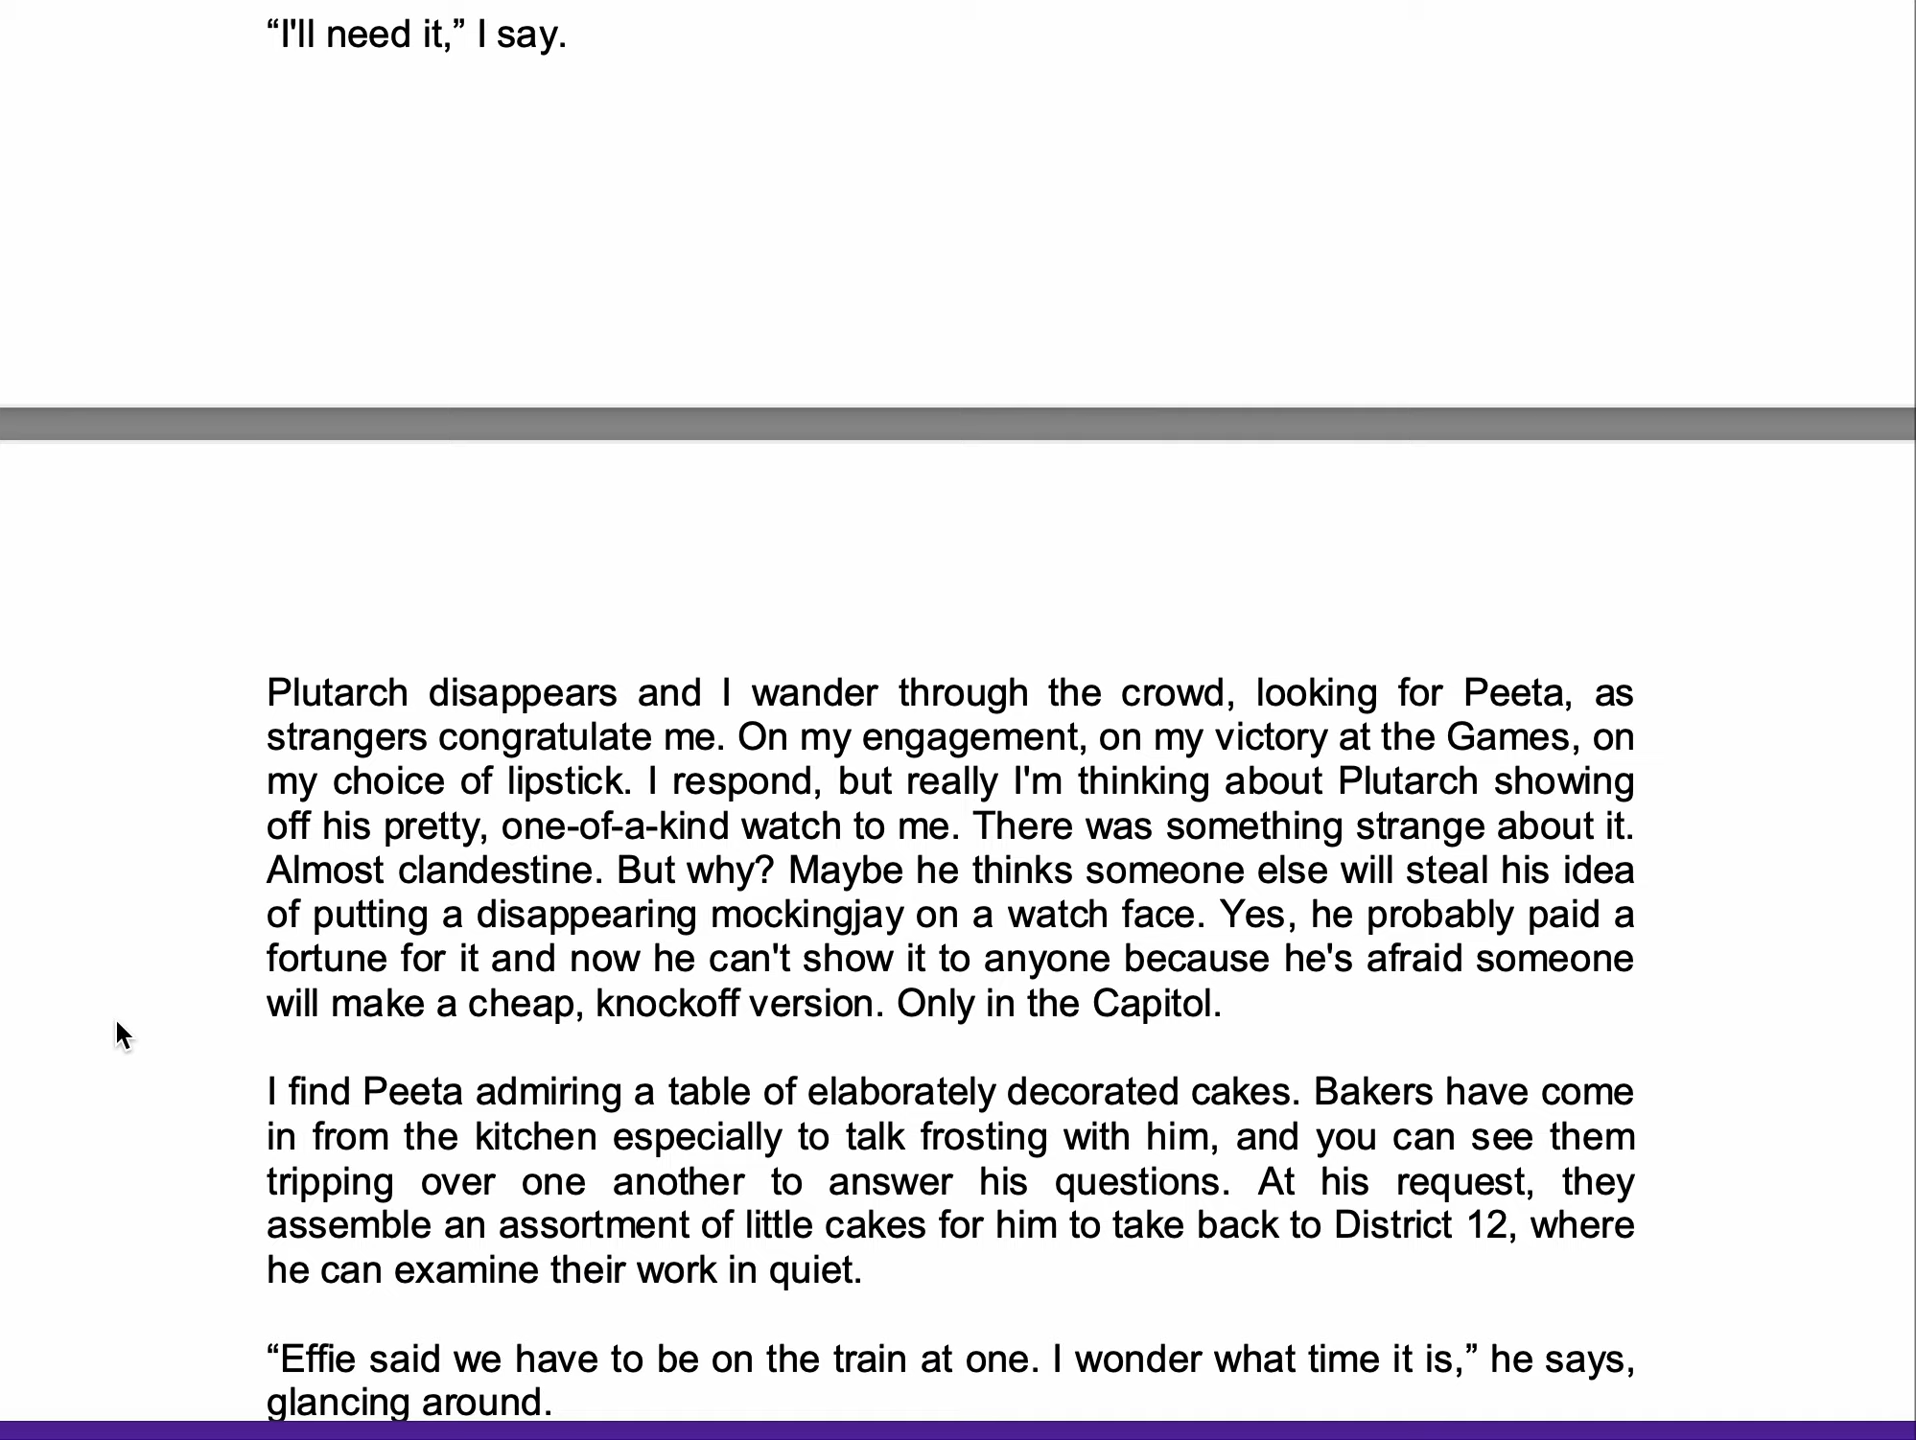 “I'll need it,” I say.
Plutarch disappears and I wander through the crowd, looking for Peeta, as
strangers congratulate me. On my engagement, on my victory at the Games, on
my choice of lipstick. I respond, but really I'm thinking about Plutarch showing
off his pretty, one-of-a-kind watch to me. There was something strange about it.
Almost clandestine. But why? Maybe he thinks someone else will steal his idea
of putting a disappearing mockingjay on a watch face. Yes, he probably paid a
fortune for it and now he can't show it to anyone because he's afraid someone
will make a cheap, knockoff version. Only in the Capitol.
I find Peeta admiring a table of elaborately decorated cakes. Bakers have come
in from the kitchen especially to talk frosting with him, and you can see them
tripping over one another to answer his questions. At his request, they
assemble an assortment of little cakes for him to take back to District 12, where
he can examine their work in quiet.
“Effie said we have to be on the train at one. I wonder what time it is,” he says,
glancing around.